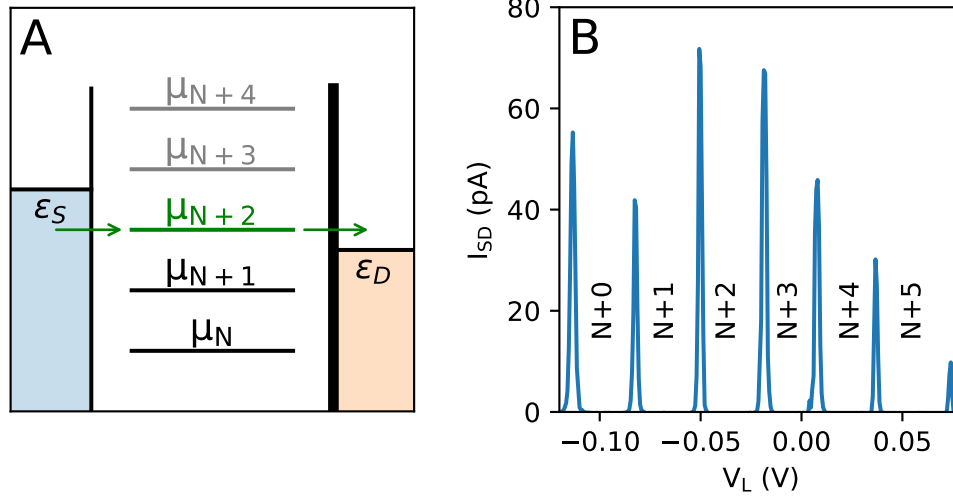 A
μN + 4
μN + 3
μN + 2
μN + 1
μN
εS
εD
B
80
60
40
20
0
ISD (pA)
N+0
N+1
N+2
N+3
N+4
N+5
−0.10
−0.05
0.00
0.05
VL (V)